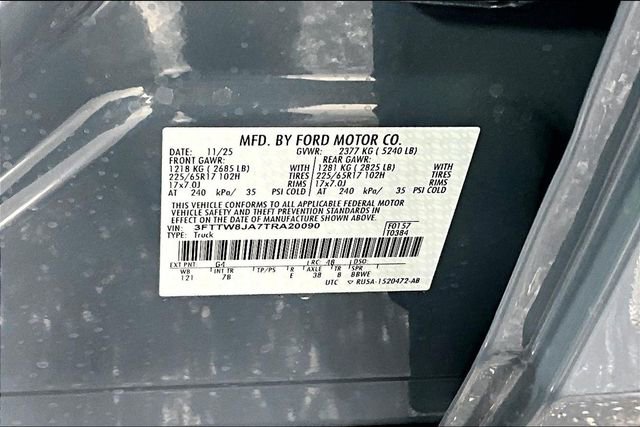 MFD. BY FORD MOTOR CO.
DATE: 11/25 GVWR: 2377 KG ( 5240 LB)
FRONT GAWR: REAR GAWR:
1218 KG ( 2685 LB) WITH 1281 KG ( 2825 LB) WITH
225/65R17 102H TIRES 225/65R17 102H TIRES
17x7.0J RIMS 17x7.0J RIMS
AT 240 kPa/ 35 PSI COLD AT 240 kPa/ 35 PSI COLD
THIS VEHICLE CONFORMS TO ALL APPLICABLE FEDERAL MOTOR
VEHICLE SAFETY AND THEFT PREVENTION STANDARDS IN
EFFECT ON THE DATE OF MANUFACTURE SHOWN ABOVE.
VIN: 3FTTW8JA7TRA20090 F0157
TYPE: Truck T0384
EXT PNT: G4 RC: 48 DSO:
WB INT TR TP/PS R AXLE TR SPR
121 7B E 38 8 BBWE
UTC ▽ RU5A-1520472-AB